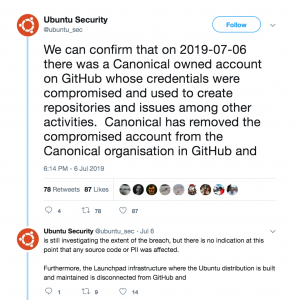 Ubuntu Security
@ubuntu_sec
Follow
We can confirm that on 2019-07-06
there was a Canonical owned account
on GitHub whose credentials were
compromised and used to create
repositories and issues among other
activities. Canonical has removed the
compromised account from the
Canonical organisation in GitHub and
6:14 PM - 6 Jul 2019
78 Retweets 87 Likes
4 78 87
Ubuntu Security @ubuntu_sec · Jul 6
is still investigating the extent of the breach, but there is no indication at this
point that any source code or PII was affected.
Furthermore, the Launchpad infrastructure where the Ubuntu distribution is built
and maintained is disconnected from GitHub and
1 9 14